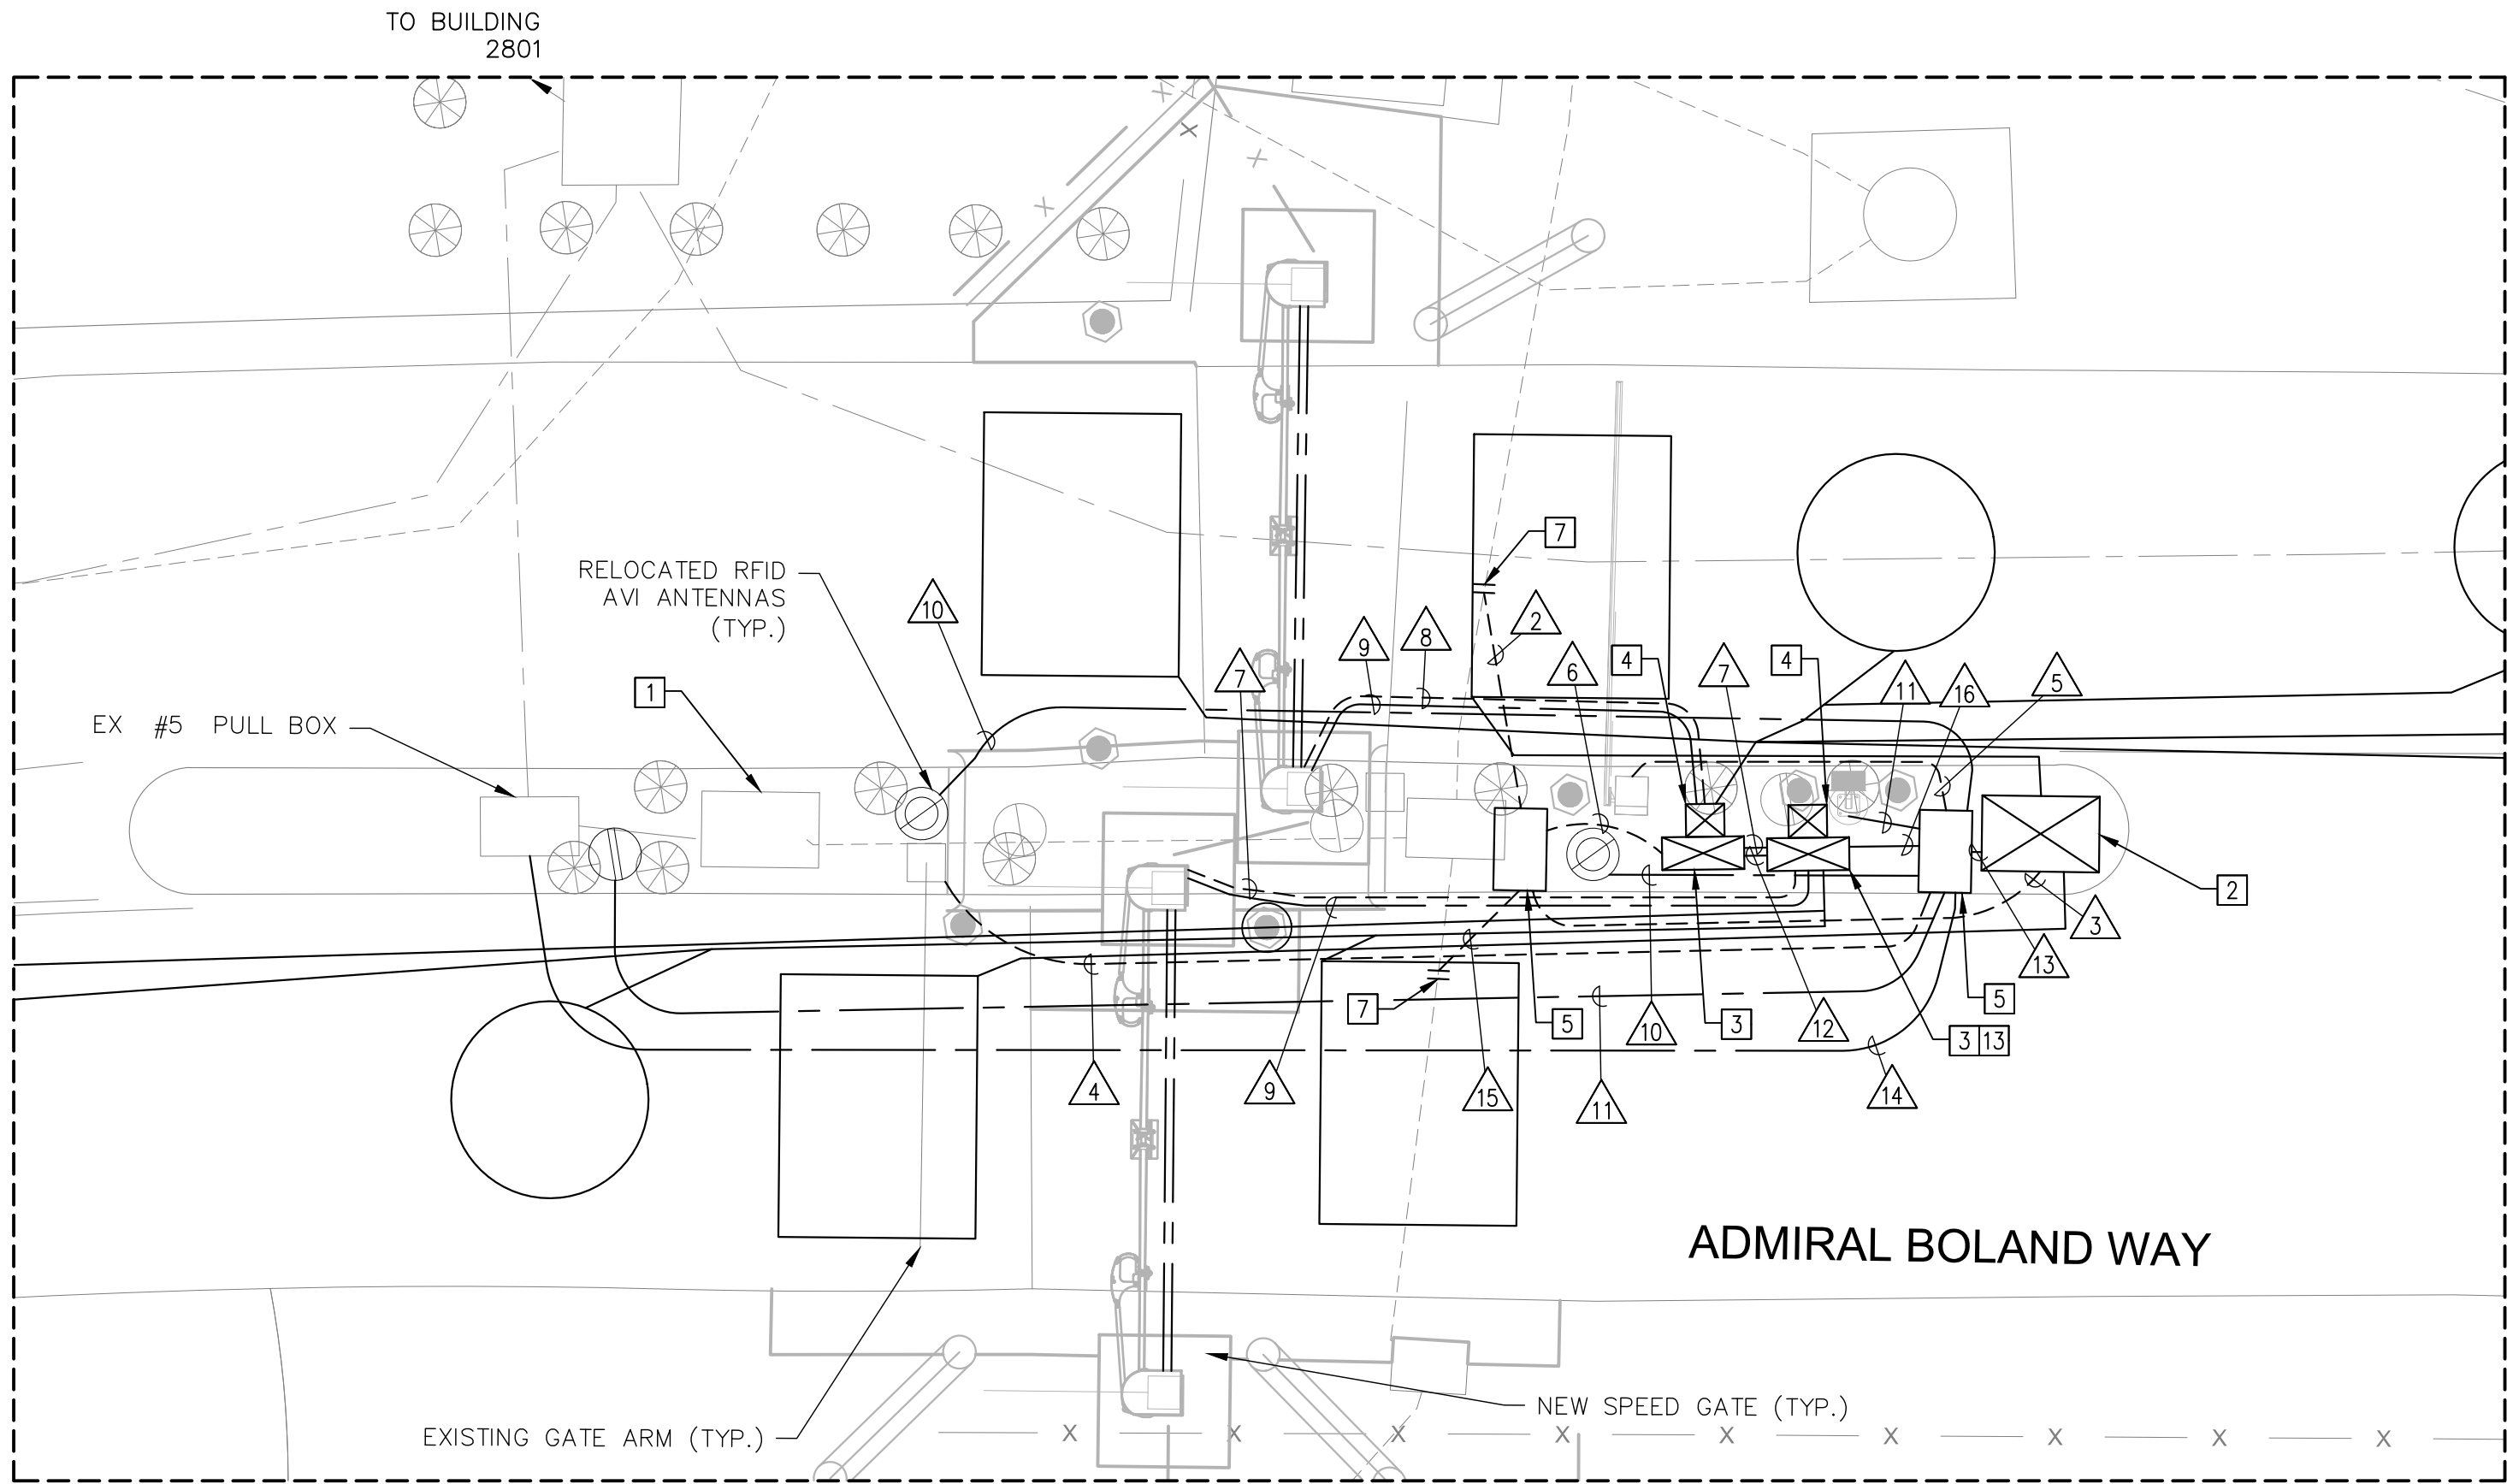 TO BUILDING
2801
7
RELOCATED RFID
AVI ANTENNAS
(TYP.)
10
2
9
8
7
6
4
7
4
11
16
5
1
EX #5 PULL BOX
2
3
13
7
5
10
3
12
5
3 13
4
9
15
11
14
ADMIRAL BOLAND WAY
NEW SPEED GATE (TYP.)
EXISTING GATE ARM (TYP.)
X X X X X X X X X
X
X
X
X